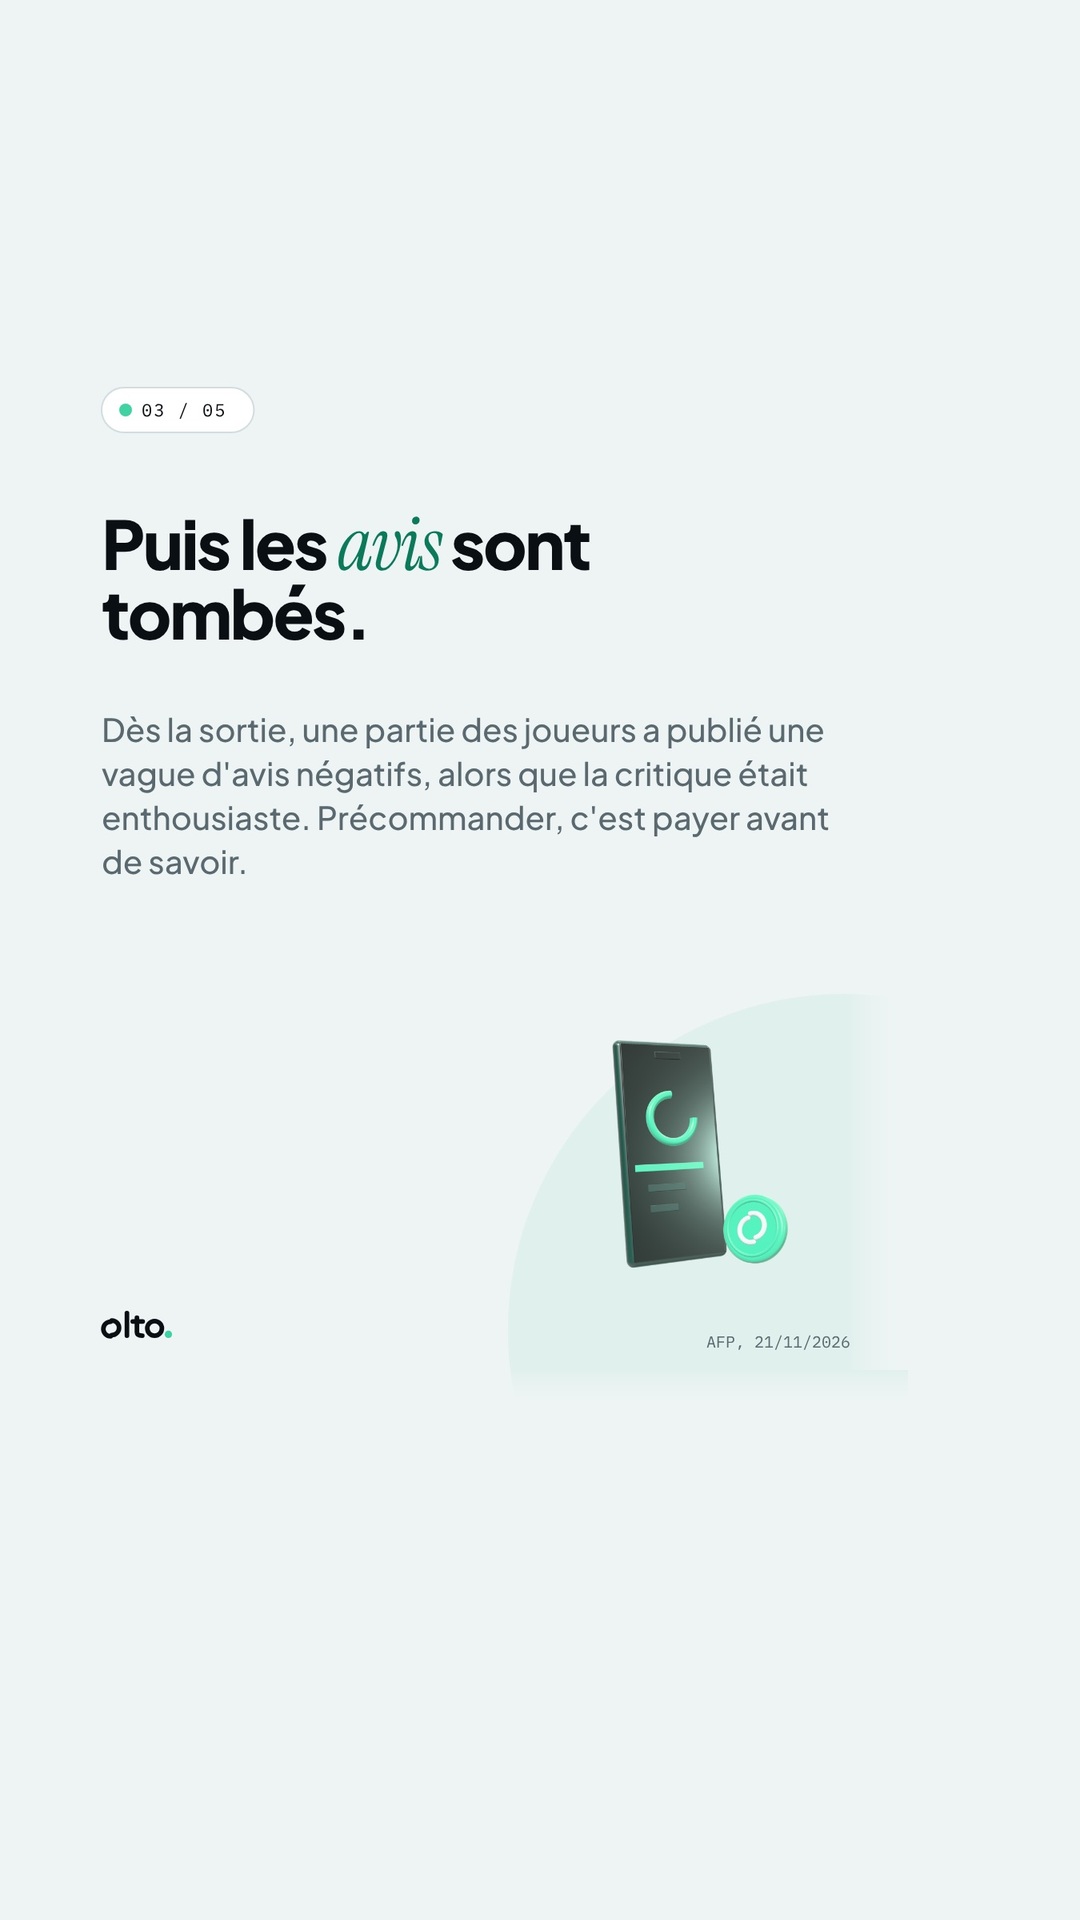 03 / 05
Puis les avis sont
tombés.
Dès la sortie, une partie des joueurs a publié une
vague d'avis négatifs, alors que la critique était
enthousiaste. Précommander, c'est payer avant
de savoir.
olto.
AFP, 21/11/2026